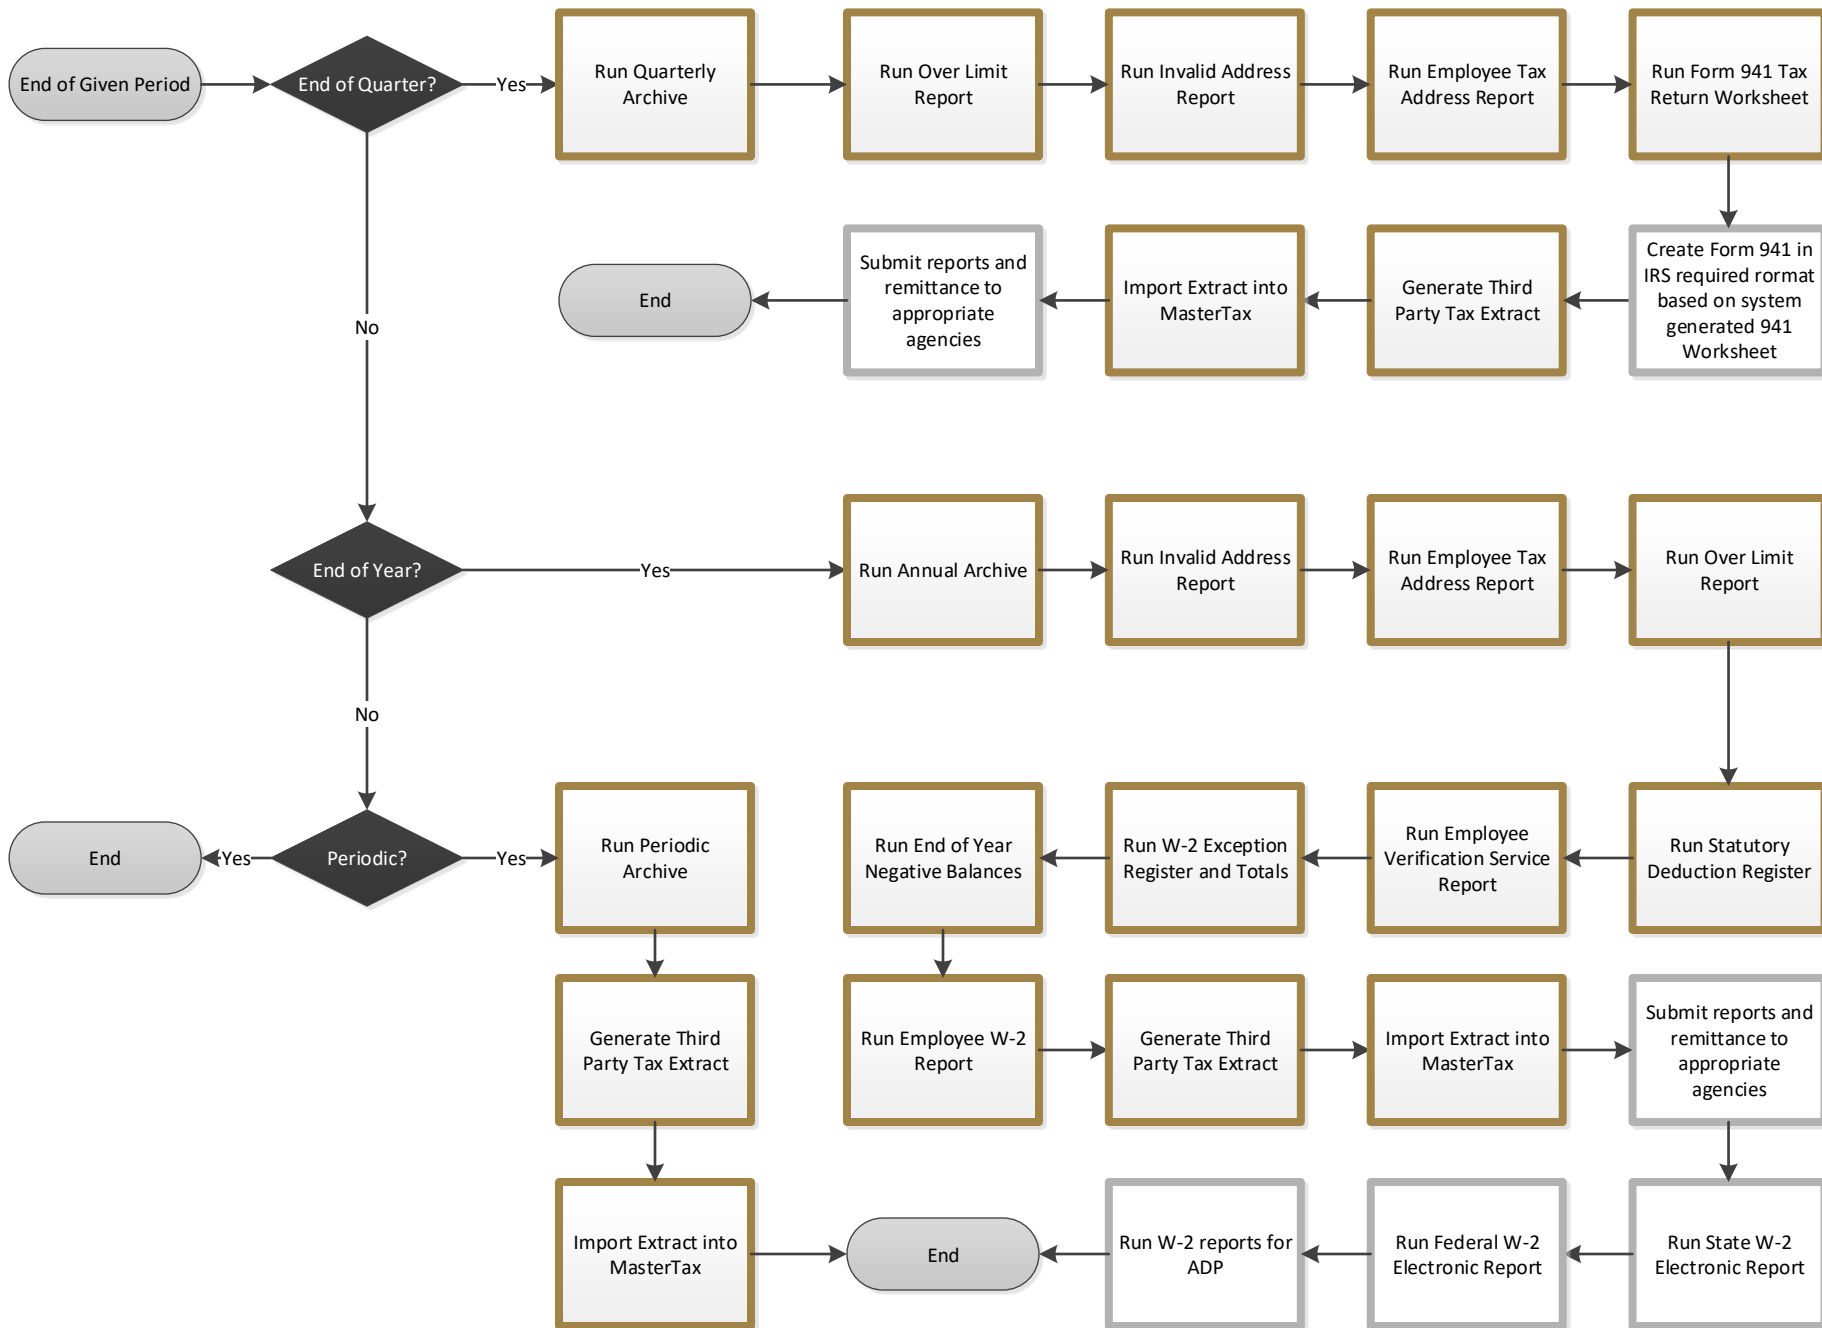 End of Given Period
End of Quarter?
Yes
Run Quarterly
Archive
Run Over Limit
Report
Run Invalid Address
Report
Run Employee Tax
Address Report
Run Form 941 Tax
Return Worksheet
End
Submit reports and
remittance to
appropriate
agencies
Import Extract into
MasterTax
Generate Third
Party Tax Extract
Create Form 941 in
IRS required rormat
based on system
generated 941
Worksheet
No
End of Year?
Yes
Run Annual Archive
Run Invalid Address
Report
Run Employee Tax
Address Report
Run Over Limit
Report
No
End
Yes
Periodic?
Yes
Run Periodic
Archive
Run End of Year
Negative Balances
Run W-2 Exception
Register and Totals
Run Employee
Verification Service
Report
Run Statutory
Deduction Register
Generate Third
Party Tax Extract
Run Employee W-2
Report
Generate Third
Party Tax Extract
Import Extract into
MasterTax
Submit reports and
remittance to
appropriate
agencies
Import Extract into
MasterTax
End
Run W-2 reports for
ADP
Run Federal W-2
Electronic Report
Run State W-2
Electronic Report